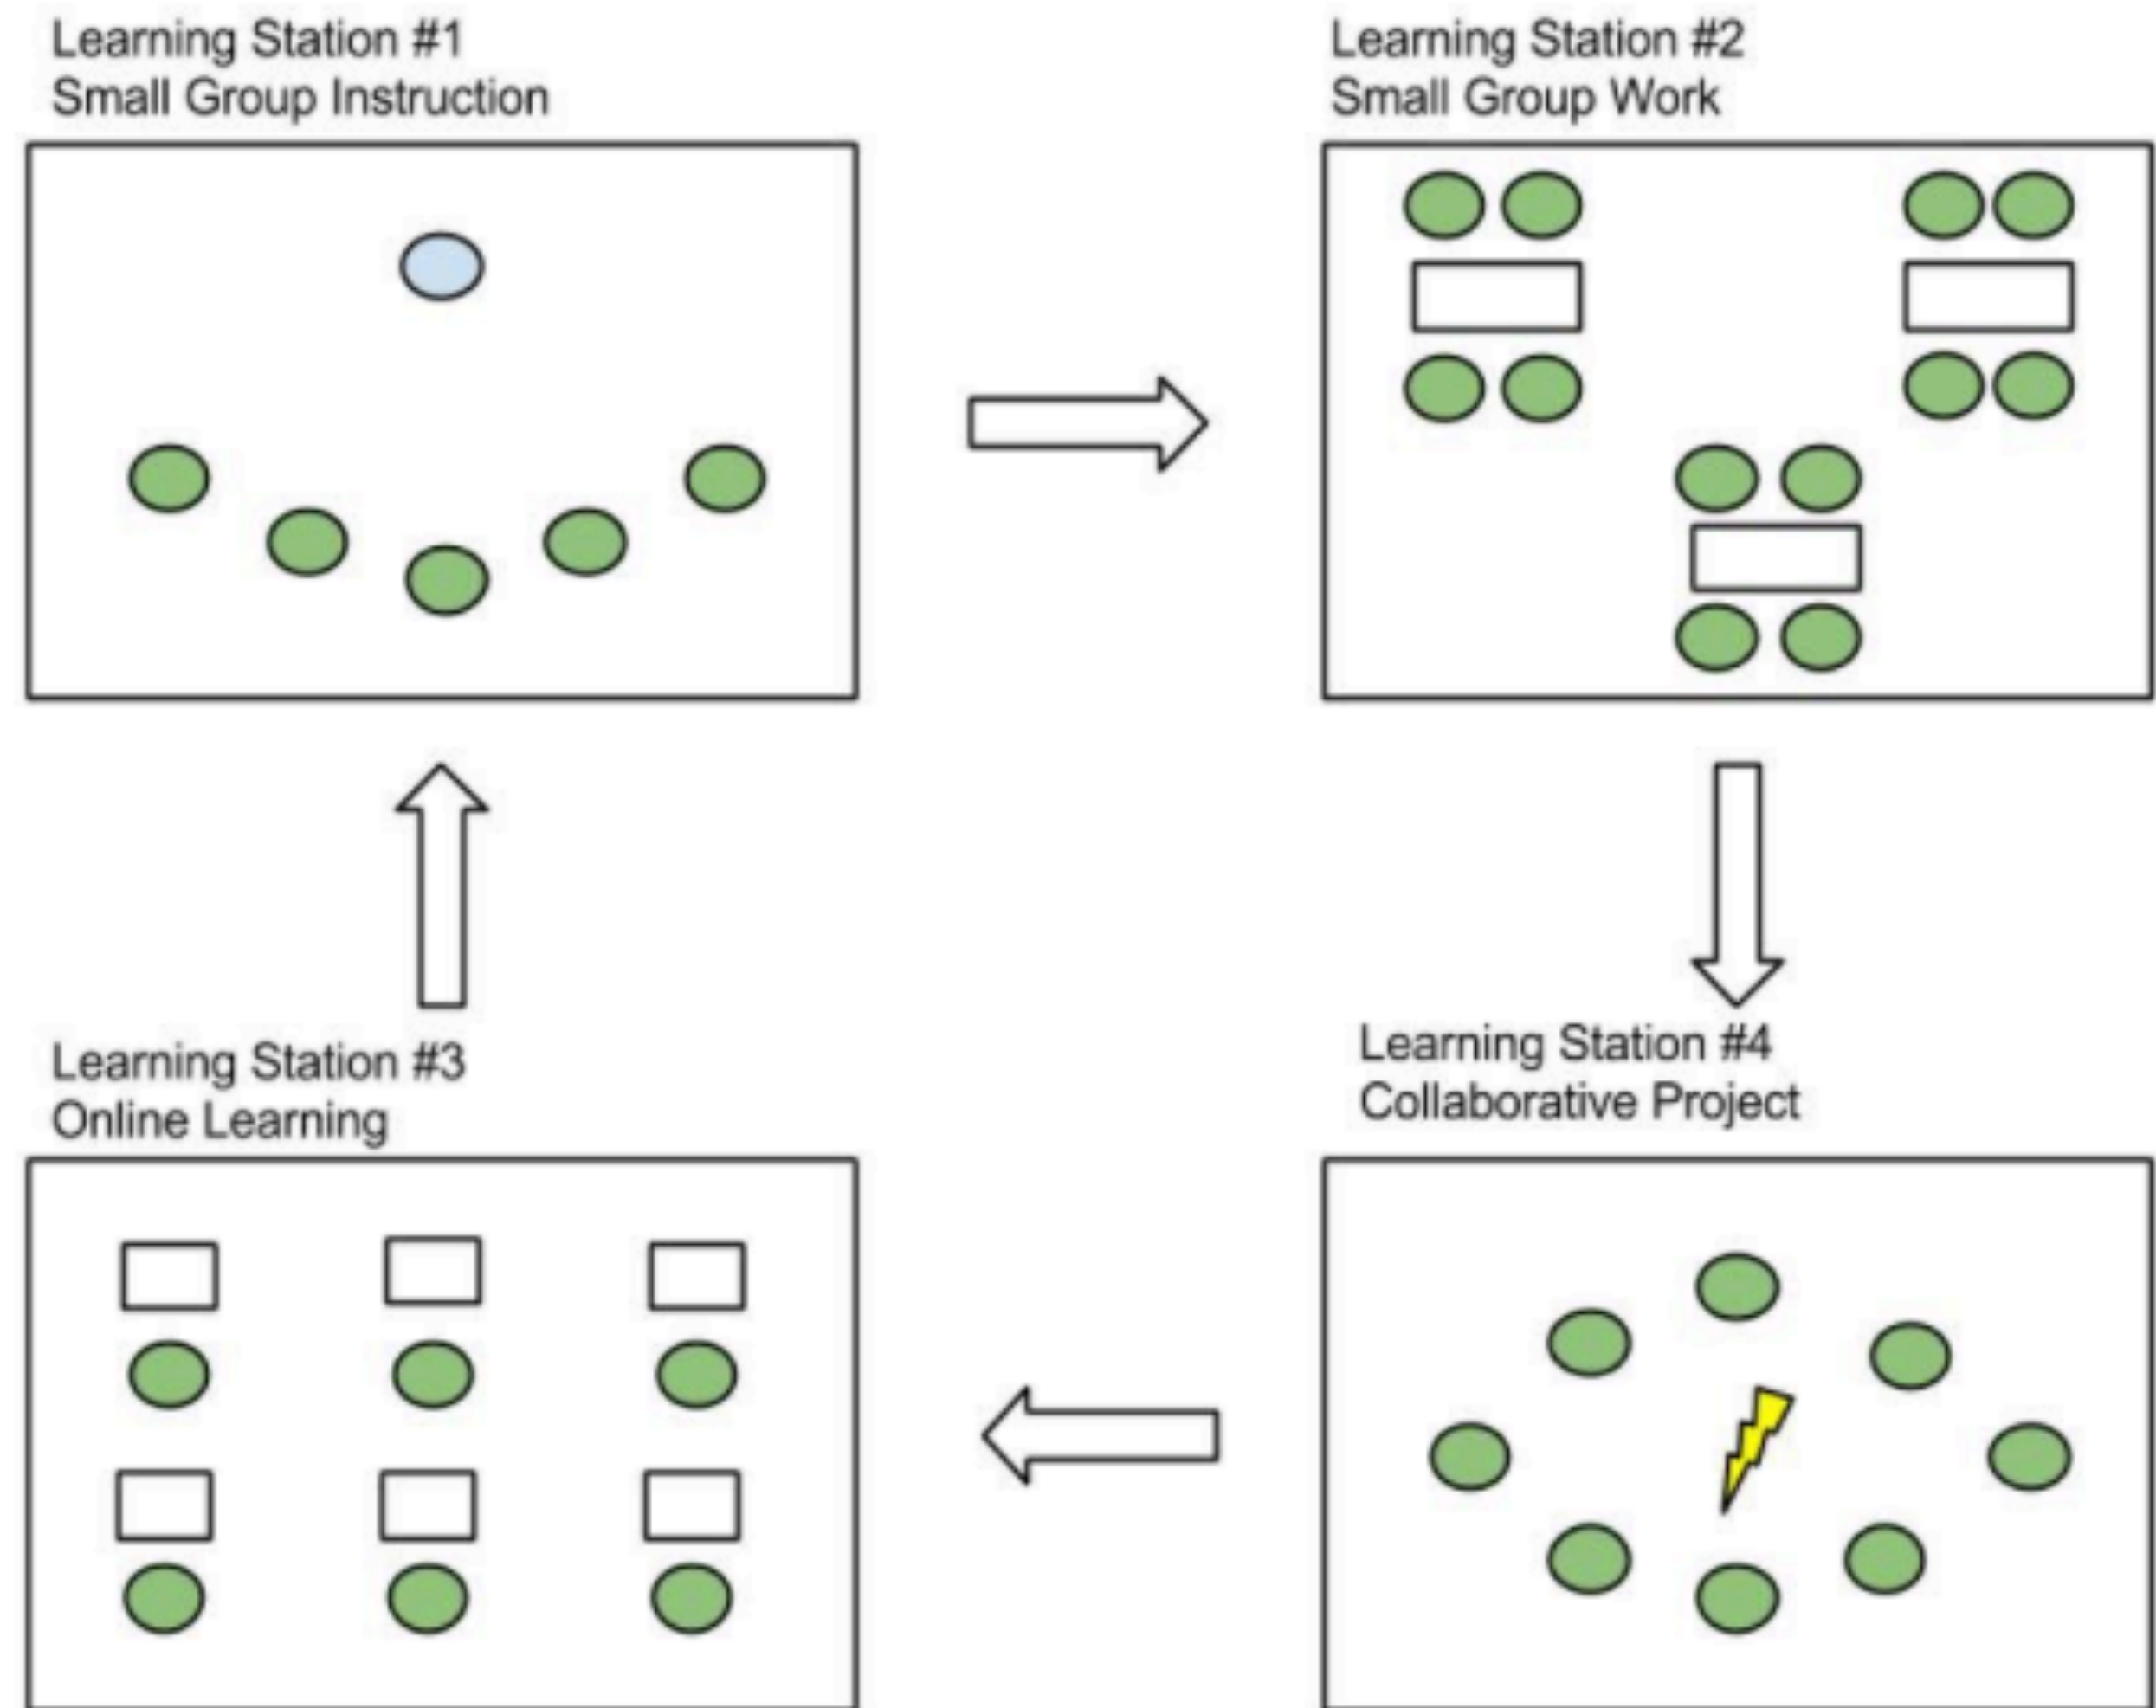 Learning Station #1
Small Group Instruction
Learning Station #2
Small Group Work
Learning Station #3
Online Learning
Learning Station #4
Collaborative Project